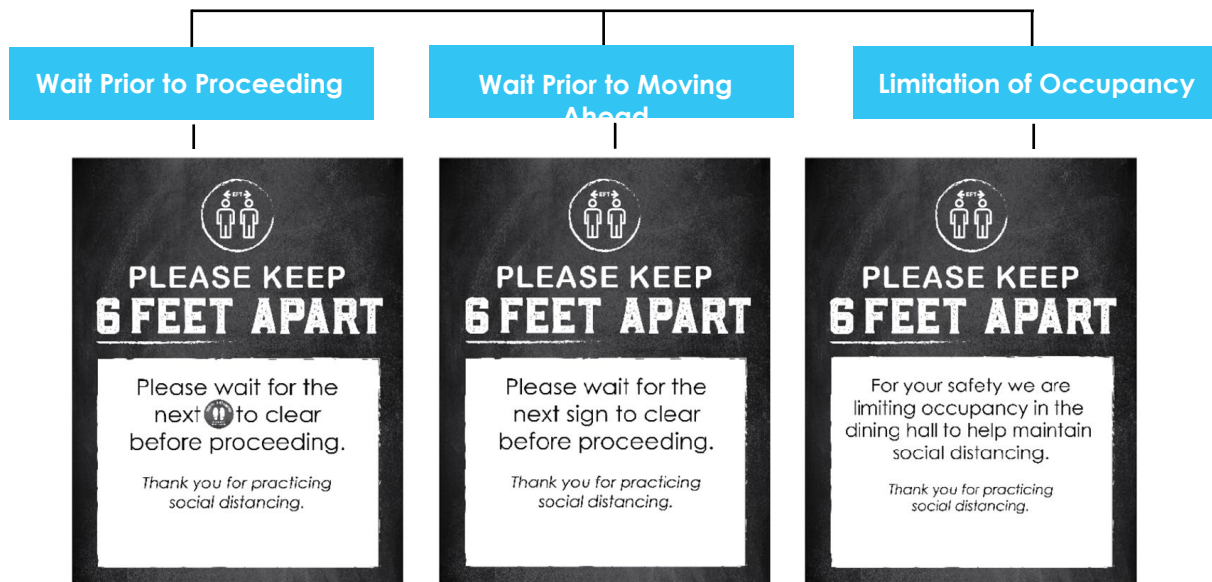 Wait Prior to Proceeding
Wait Prior to Moving
Ahead
Limitation of Occupancy
6FT
PLEASE KEEP
6 FEET APART
Please wait for the
next to clear
before proceeding.
Thank you for practicing
social distancing.
6FT
PLEASE KEEP
6 FEET APART
Please wait for the
next sign to clear
before proceeding.
Thank you for practicing
social distancing.
6FT
PLEASE KEEP
6 FEET APART
For your safety we are
limiting occupancy in the
dining hall to help maintain
social distancing.
Thank you for practicing
social distancing.